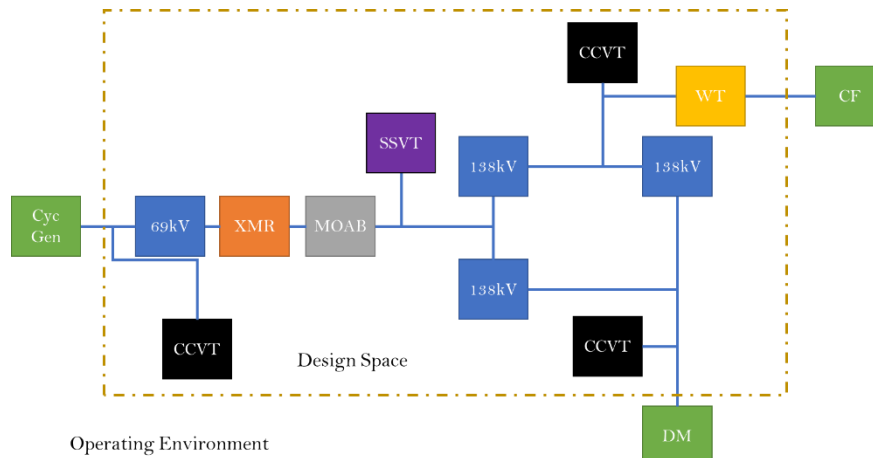 CCVT
WT
CF
SSVT
138kV
138kV
Cyc
Gen
69kV
XMR
MOAB
138kV
CCVT
CCVT
Design Space
DM
Operating Environment